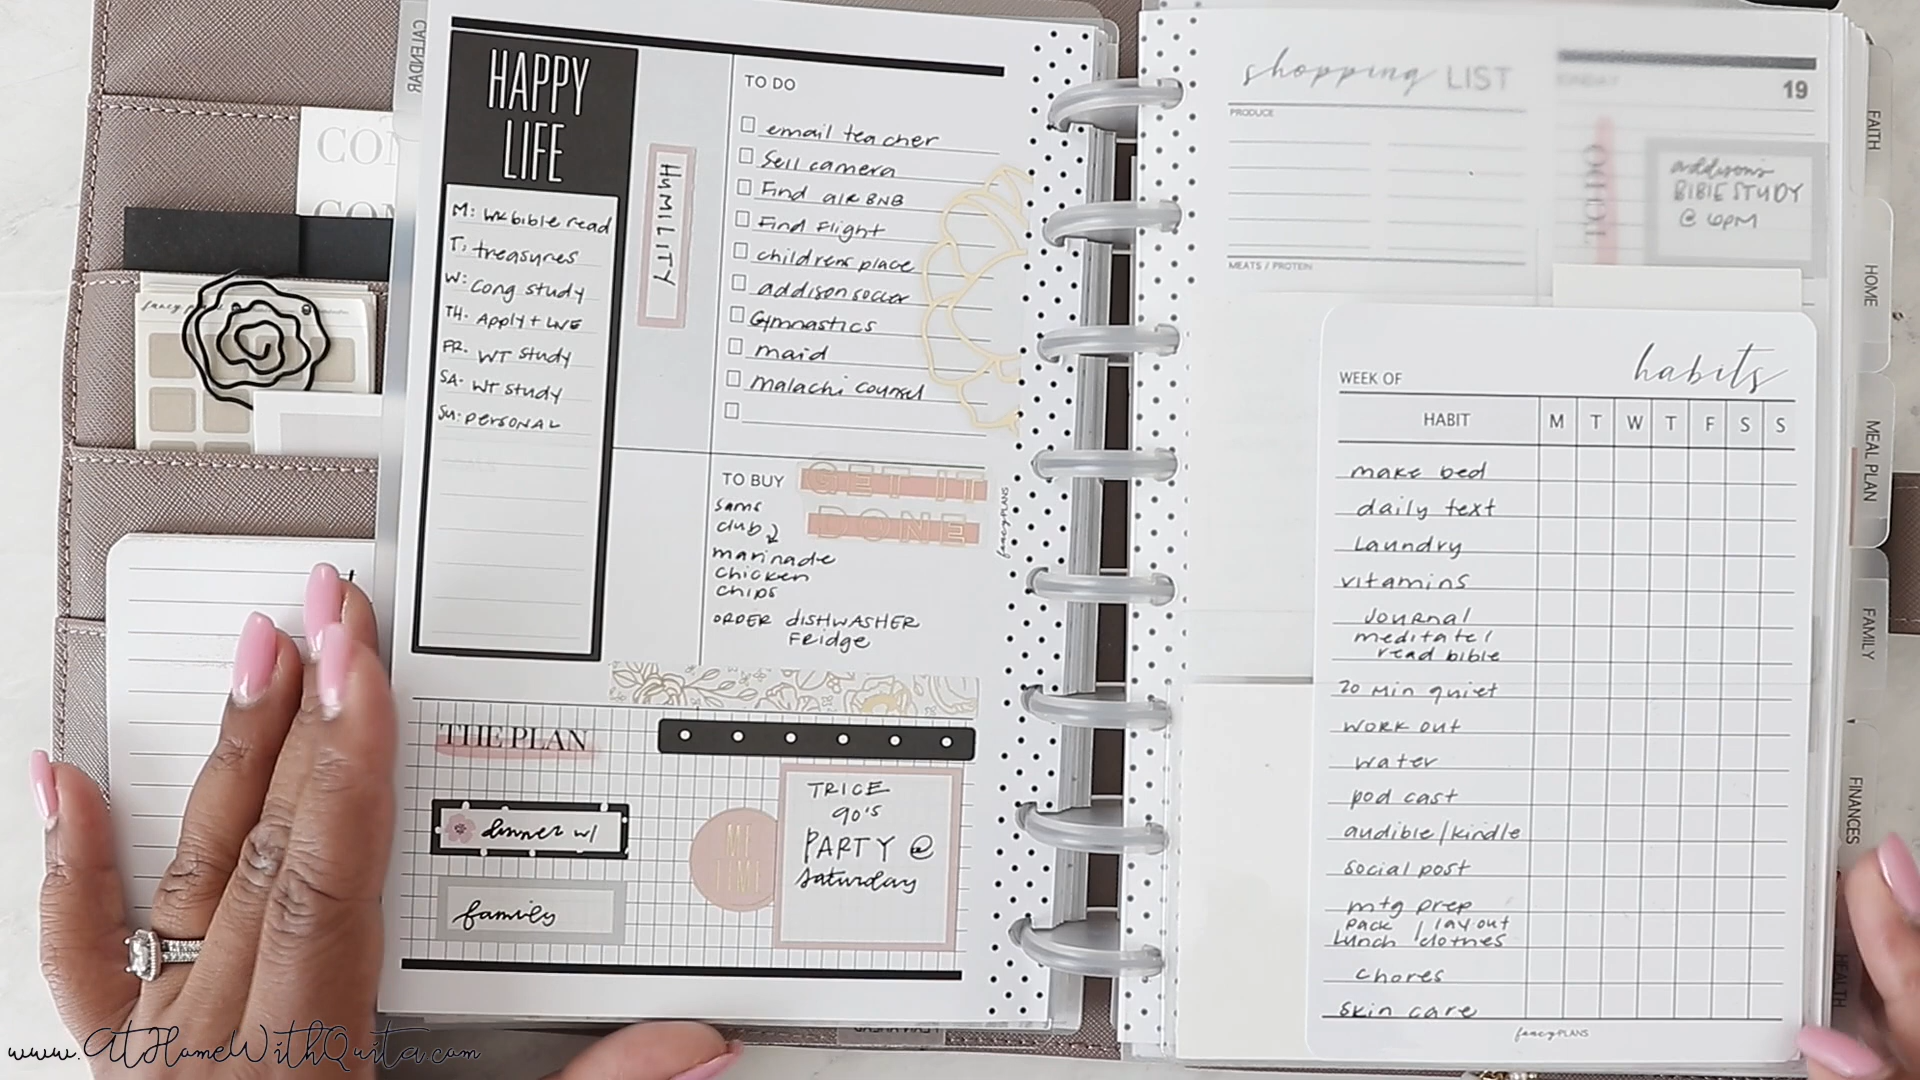 CALENDAR
HAPPY
LIFE
M: WK bible read
T: treasures
W: Cong study
TH. Apply + LIVE
FR. WT study
SA. WT study
Su: personal
HUMILITY
TO DO
email teacher
Sell camera
Find air BNB
Find Flight
childrens place
addison soccer
Gymnastics
maid
malachi counsel
TO BUY
GET IT
DONE
sams
club
marinade
chicken
chips
ORDER DISHWASHER
Fridge
fancyPLANS
THE PLAN
dinner w/
family
ME
TIME
TRICE
90's
PARTY @
Saturday
shopping LIST
PRODUCE
MEATS / PROTEIN
19
TO DO
addison's
BIBLE STUDY
@ 6PM
habits
WEEK OF
HABIT M T W T F S S
make bed
daily text
Laundry
vitamins
Journal
meditate/
read bible
20 min quiet
work out
water
pod cast
audible/kindle
social post
mtg prep
pack / lay out
lunch clothes
chores
skin care
fancyPLANS
FAITH
HOME
MEAL PLAN
FAMILY
FINANCES
HEALTH
www.AtHomeWithQuita.com